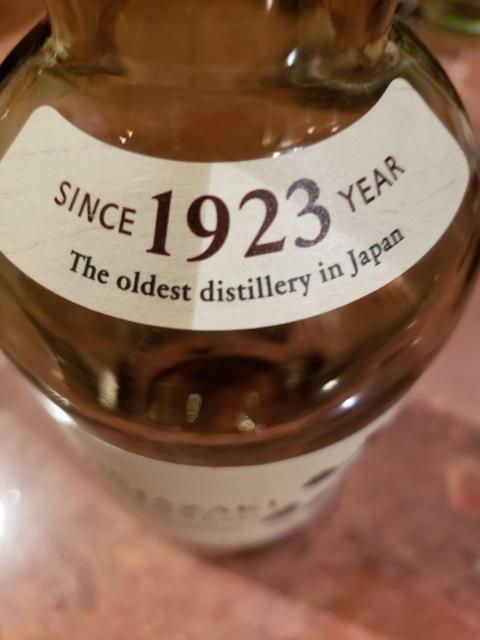 SINCE 1923 YEAR
The oldest distillery in Japan